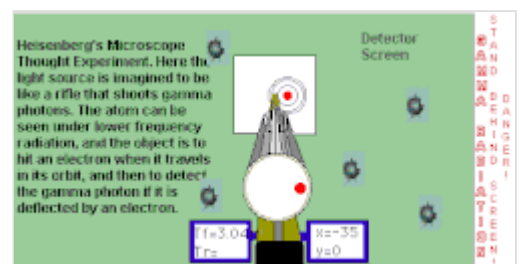 Heisenberg's Microscope
Thought Experiment. Here the
light source is imagined to be
like a rifle that shoots gamma
photons. The atom can be
seen under lower frequency
radiation, and the object is to
hit an electron when it travels
in its orbit, and then to detect
the gamma photon if it is
deflected by an electron.
Detector
Screen
Tf=3.04
Tr=
x=-35
y=0
GAMMA RADIATION
STAND BEHIND SCREEN!
DANGER!